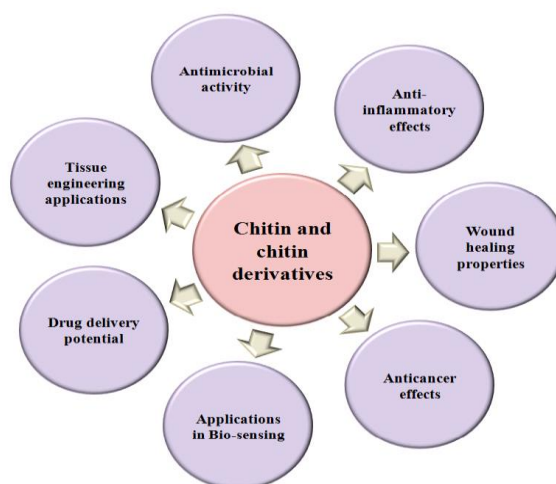 Antimicrobial
activity
Anti-
inflammatory
effects
Tissue
engineering
applications
Chitin and
chitin
derivatives
Wound
healing
properties
Drug delivery
potential
Anticancer
effects
Applications
in Bio-sensing